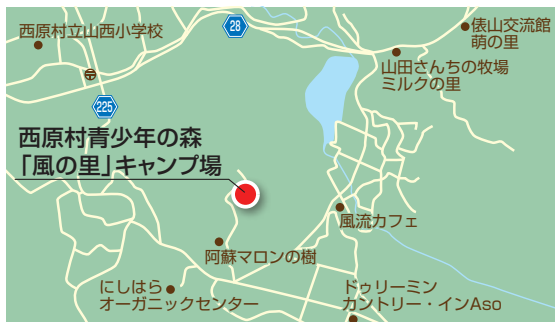 西原村立山西小学校
28
俵山交流館
萌の里
山田さんちの牧場
ミルクの里
225
西原村青少年の森
「風の里」キャンプ場
風流カフェ
阿蘇マロンの樹
にしはら
オーガニックセンター
ドゥリーミン
カントリー・インAso